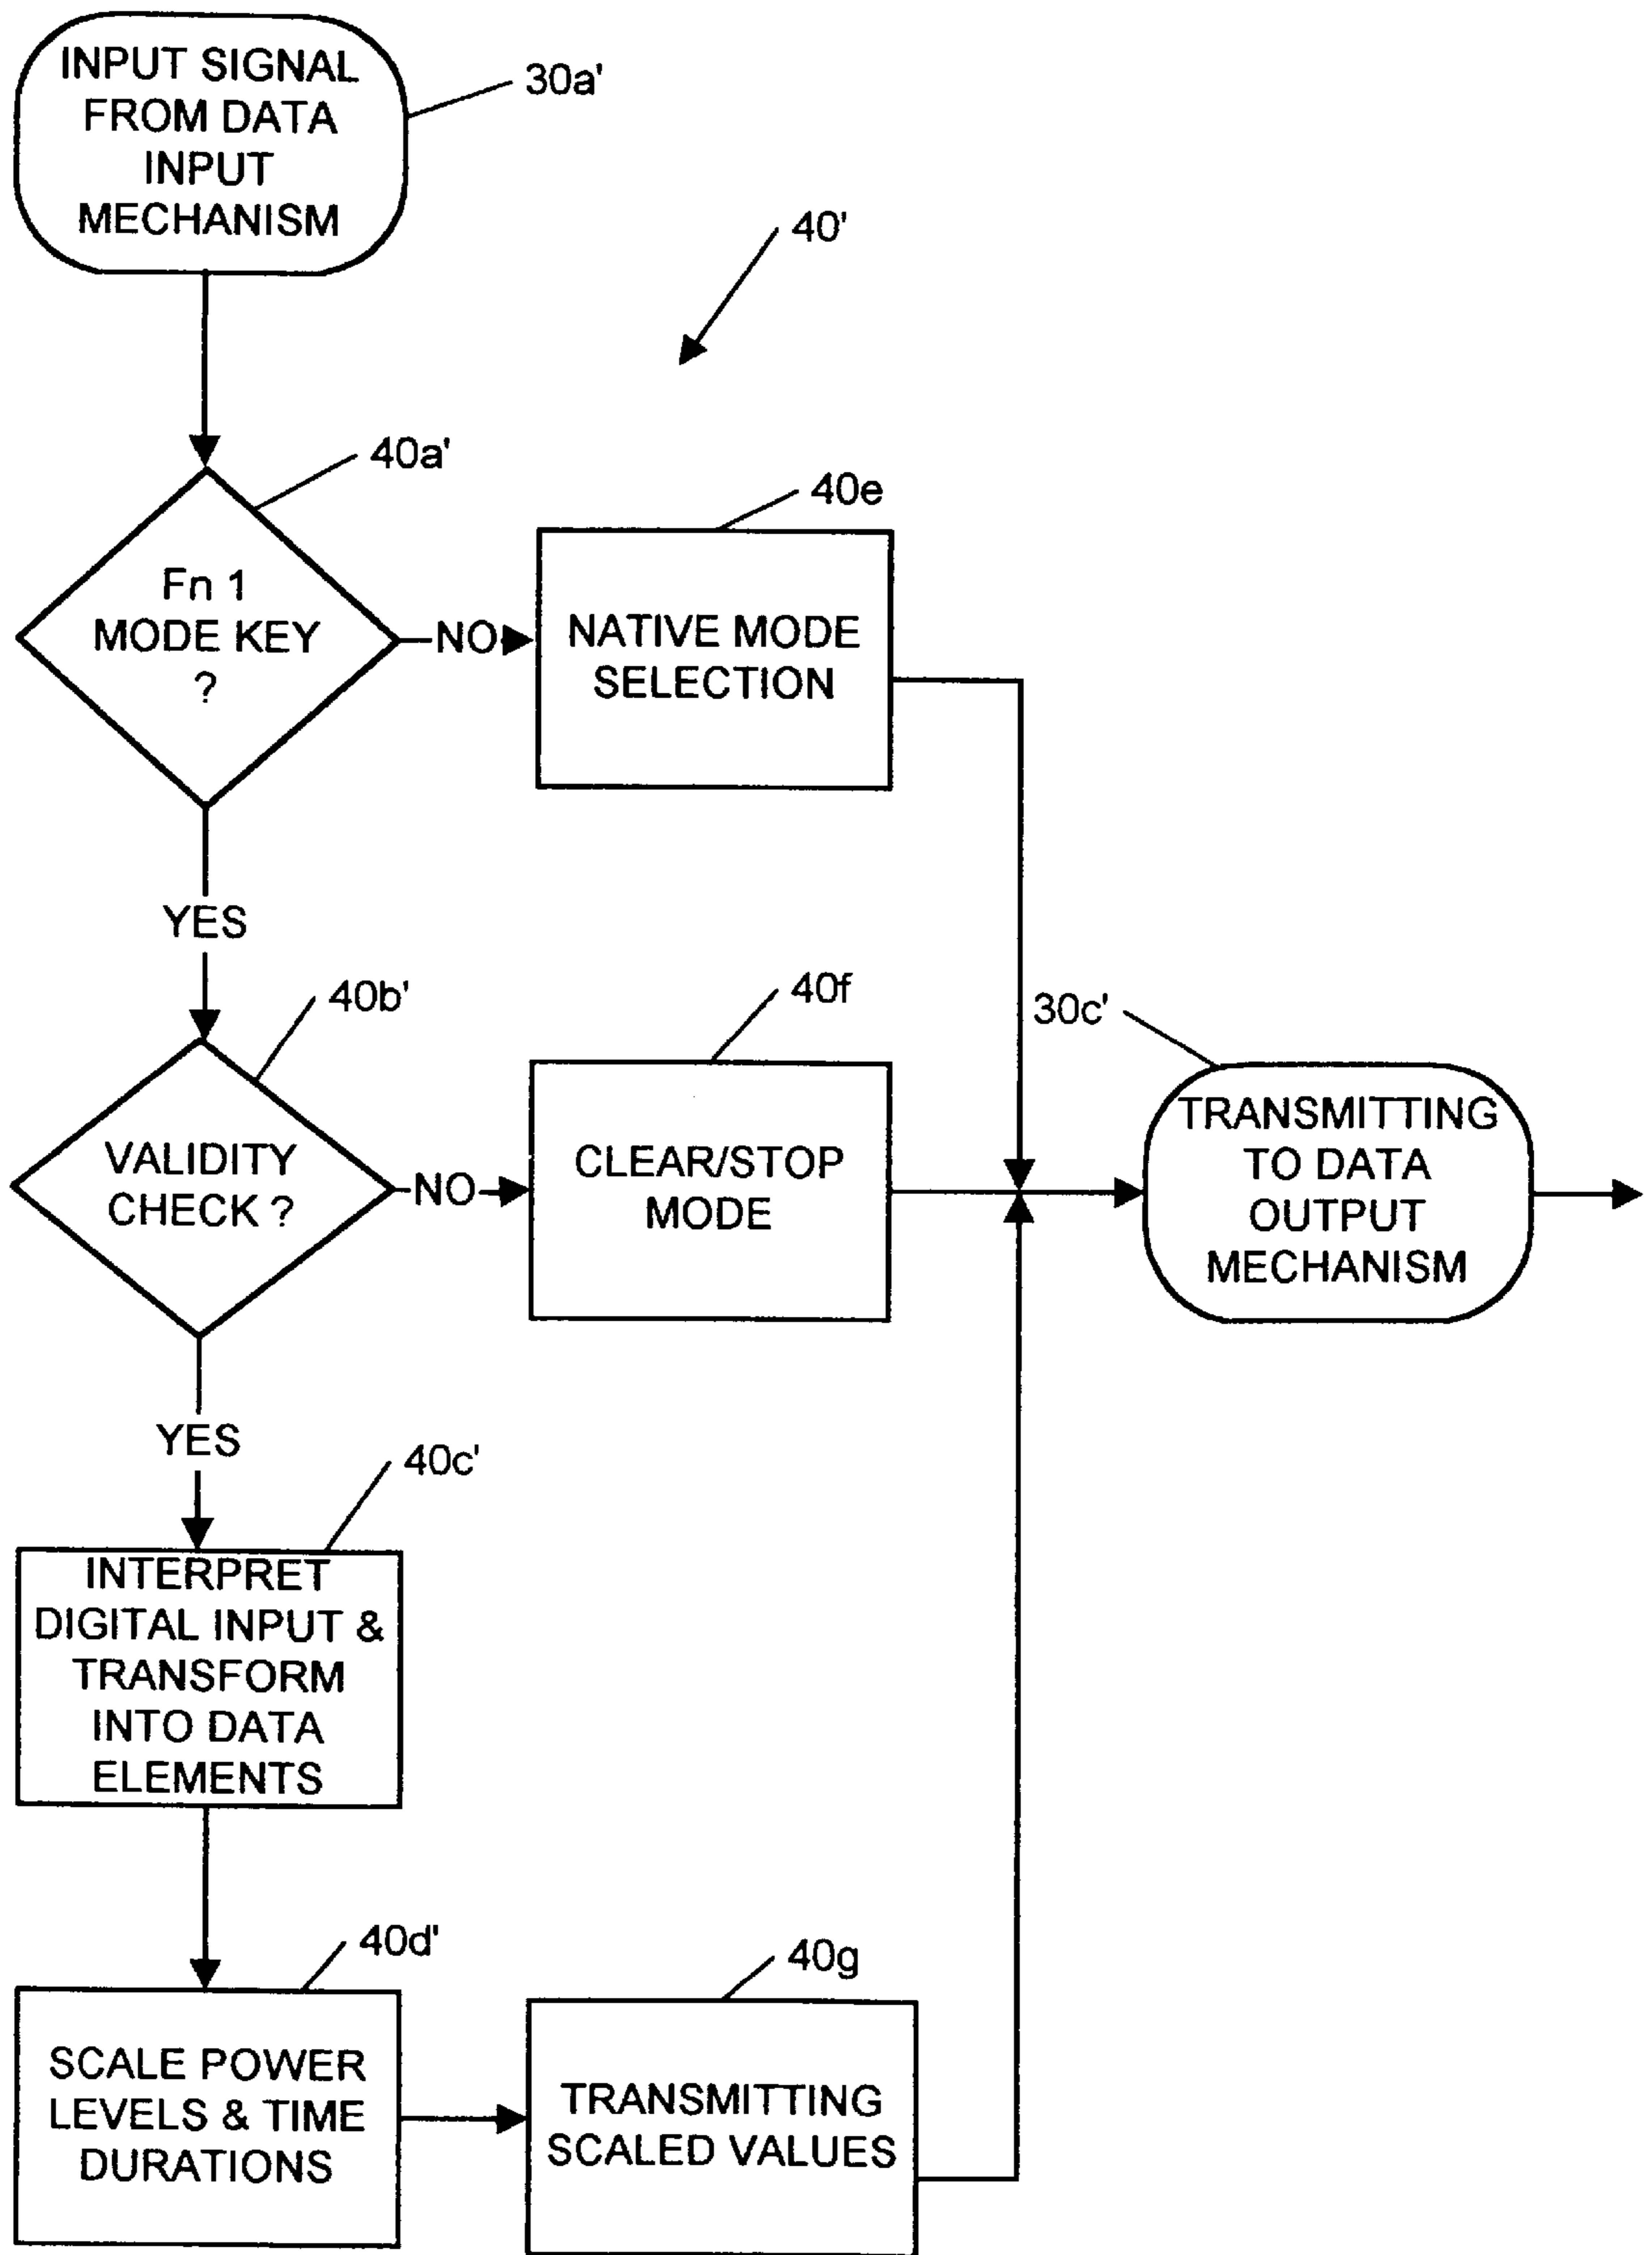 INPUT SIGNAL
FROM DATA
INPUT
MECHANISM
30a'
40'
40a'
Fn 1
MODE KEY
?
NO
40e
NATIVE MODE
SELECTION
YES
40b'
VALIDITY
CHECK ?
NO
40f
CLEAR/STOP
MODE
30c'
TRANSMITTING
TO DATA
OUTPUT
MECHANISM
YES
40c'
INTERPRET
DIGITAL INPUT &
TRANSFORM
INTO DATA
ELEMENTS
40d'
SCALE POWER
LEVELS & TIME
DURATIONS
40g
TRANSMITTING
SCALED VALUES